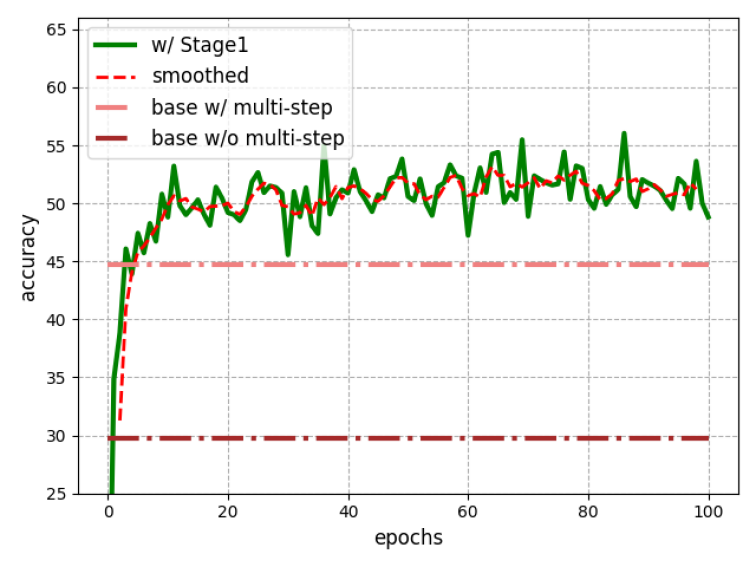 w/ Stage1
smoothed
base w/ multi-step
base w/o multi-step
65
60
55
50
45
40
35
30
25
accuracy
0 20 40 60 80 100
epochs